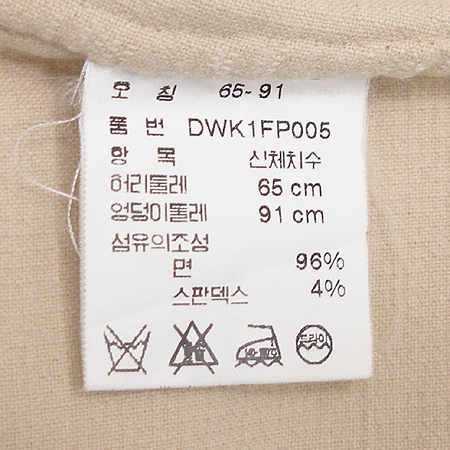 호 칭 65-91
품 번 DWK1FP005
항 목 신체치수
허리둘레 65 cm
엉덩이둘레 91 cm
섬유의조성
면 96%
스판덱스 4%
드라이